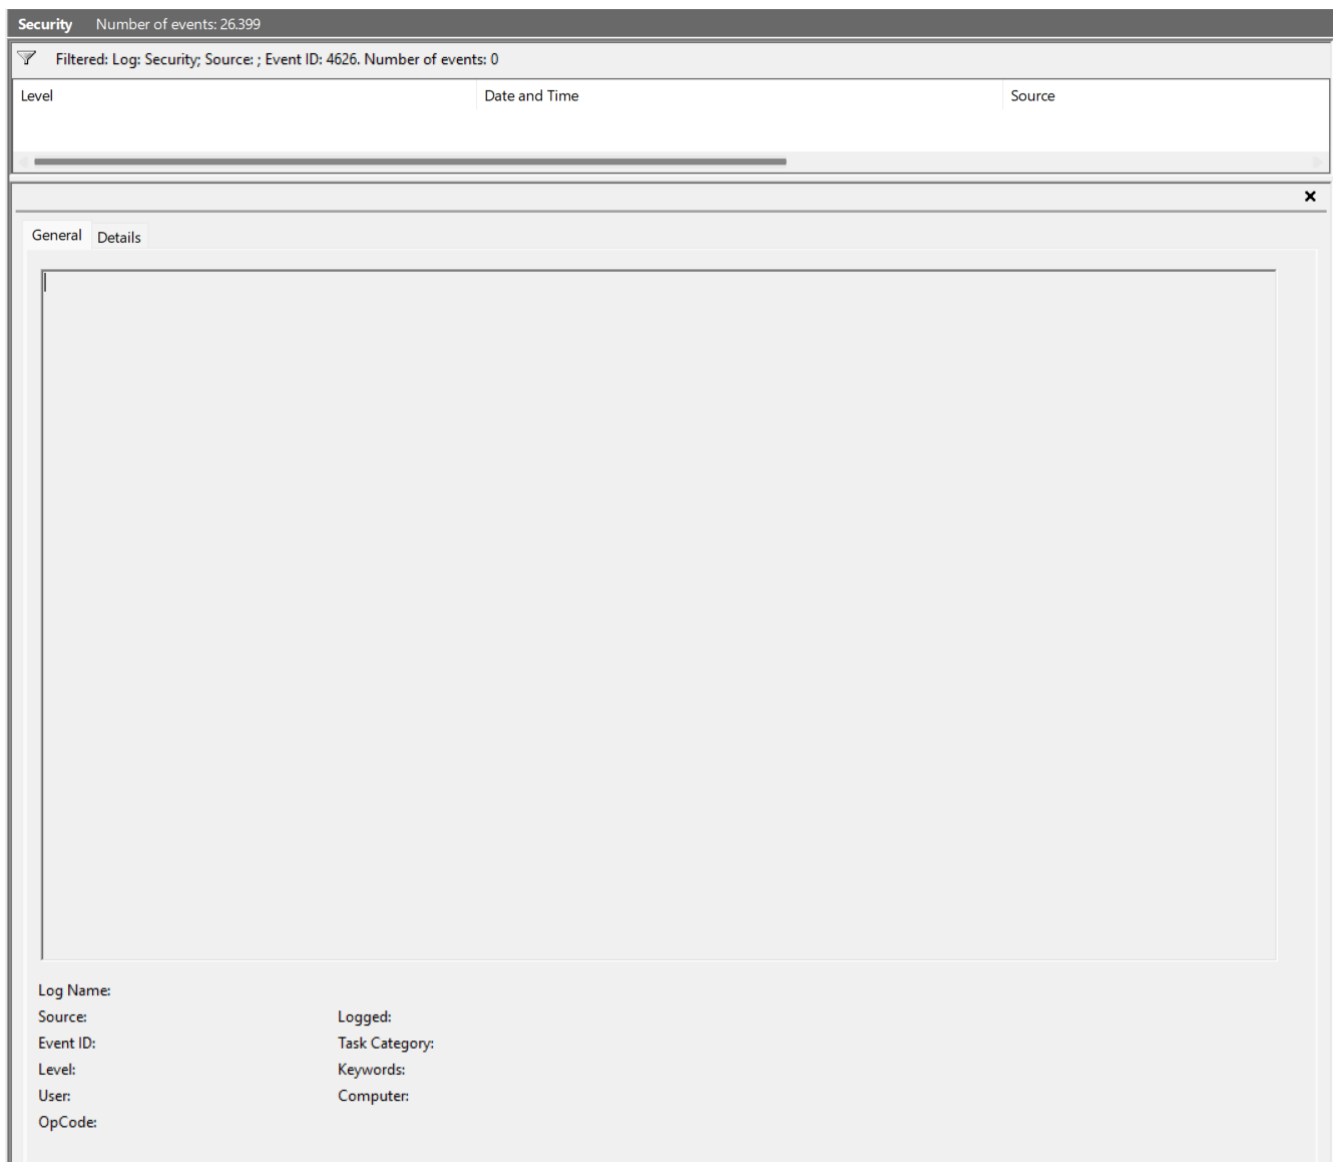 Security Number of events: 26.399
Filtered: Log: Security; Source: ; Event ID: 4626. Number of events: 0
Level Date and Time Source
General Details
Log Name:
Source: Logged:
Event ID: Task Category:
Level: Keywords:
User: Computer:
OpCode: